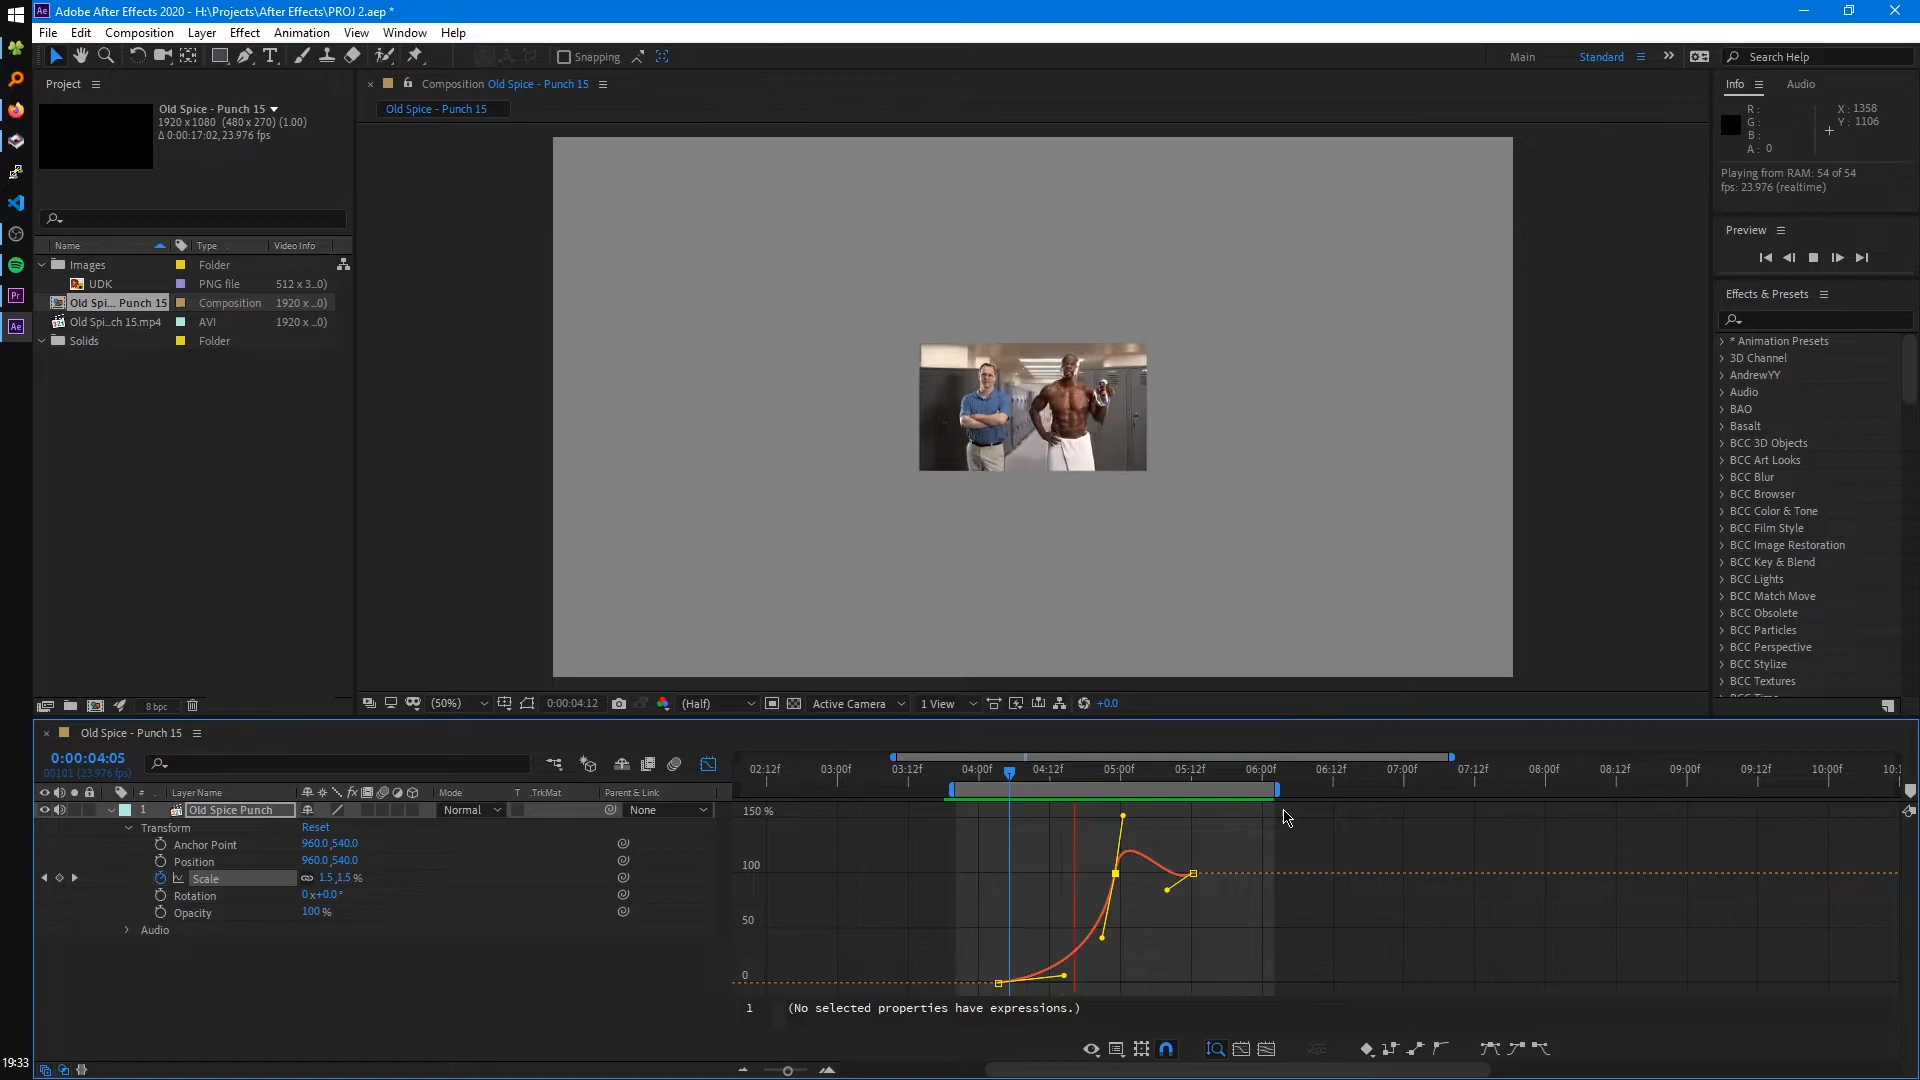 Adobe After Effects 2020 - H:\Projects\After Effects\PROJ 2.aep *
File Edit Composition Layer Effect Animation View Window Help
Snapping
Main Standard Search Help
Project
Old Spice - Punch 15
1920 x 1080 (480 x 270) (1.00)
Δ 0:00:17:02, 23.976 fps
Name Type Video Info
Images Folder
UDK PNG file 512 x 3...0)
Old Spi... Punch 15 Composition 1920 x ...0)
Old Spi...ch 15.mp4 AVI 1920 x ...0)
Solids Folder
8 bpc
Composition Old Spice - Punch 15
Old Spice - Punch 15
(50%) 0:00:04:12 (Half) Active Camera 1 View +0.0
Info Audio
R :
G :
B :
A : 0
X : 1358
Y : 1106
Playing from RAM: 54 of 54
fps: 23.976 (realtime)
Preview
Effects & Presets
* Animation Presets
3D Channel
AndrewYY
Audio
BAO
Basalt
BCC 3D Objects
BCC Art Looks
BCC Blur
BCC Browser
BCC Color & Tone
BCC Film Style
BCC Image Restoration
BCC Key & Blend
BCC Lights
BCC Match Move
BCC Obsolete
BCC Particles
BCC Perspective
BCC Stylize
BCC Textures
Old Spice - Punch 15
0:00:04:05
00101 (23.976 fps)
# Layer Name Mode T .TrkMat Parent & Link
1 Old Spice Punch Normal None
Transform Reset
Anchor Point 960.0,540.0
Position 960.0,540.0
Scale 1.5,1.5 %
Rotation 0 x+0.0 °
Opacity 100 %
Audio
02:12f 03:00f 03:12f 04:00f 04:12f 05:00f 05:12f 06:00f 06:12f 07:00f 07:12f 08:00f 08:12f 09:00f 09:12f 10:00f 10:1
150 %
100
50
0
1 (No selected properties have expressions.)
19:33
Pr
Ae